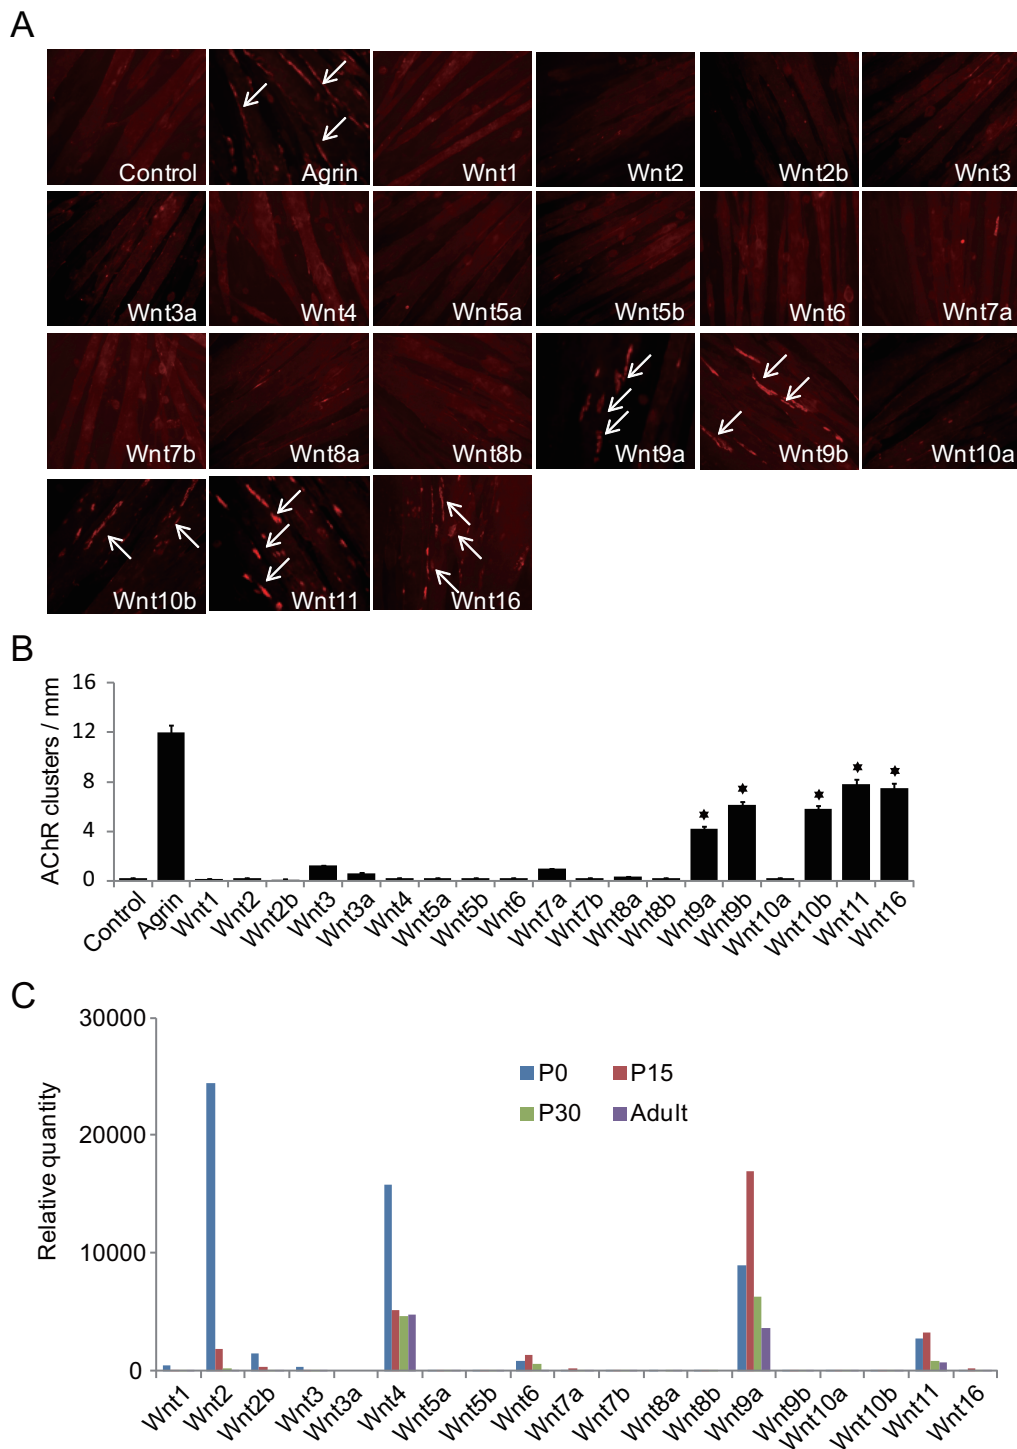 A
Control Agrin Wnt1 Wnt2 Wnt2b Wnt3
Wnt3a Wnt4 Wnt5a Wnt5b Wnt6 Wnt7a
Wnt7b Wnt8a Wnt8b Wnt9a Wnt9b Wnt10a
Wnt10b Wnt11 Wnt16
B
AChR clusters / mm
16
12
8
4
0
Control Agrin Wnt1 Wnt2 Wnt2b Wnt3 Wnt3a Wnt4 Wnt5a Wnt5b Wnt6 Wnt7a Wnt7b Wnt8a Wnt8b Wnt9a Wnt9b Wnt10a Wnt10b Wnt11 Wnt16
C
Relative quantity
30000
20000
10000
0
P0 P15
P30 Adult
Wnt1 Wnt2 Wnt2b Wnt3 Wnt3a Wnt4 Wnt5a Wnt5b Wnt6 Wnt7a Wnt7b Wnt8a Wnt8b Wnt9a Wnt9b Wnt10a Wnt10b Wnt11 Wnt16